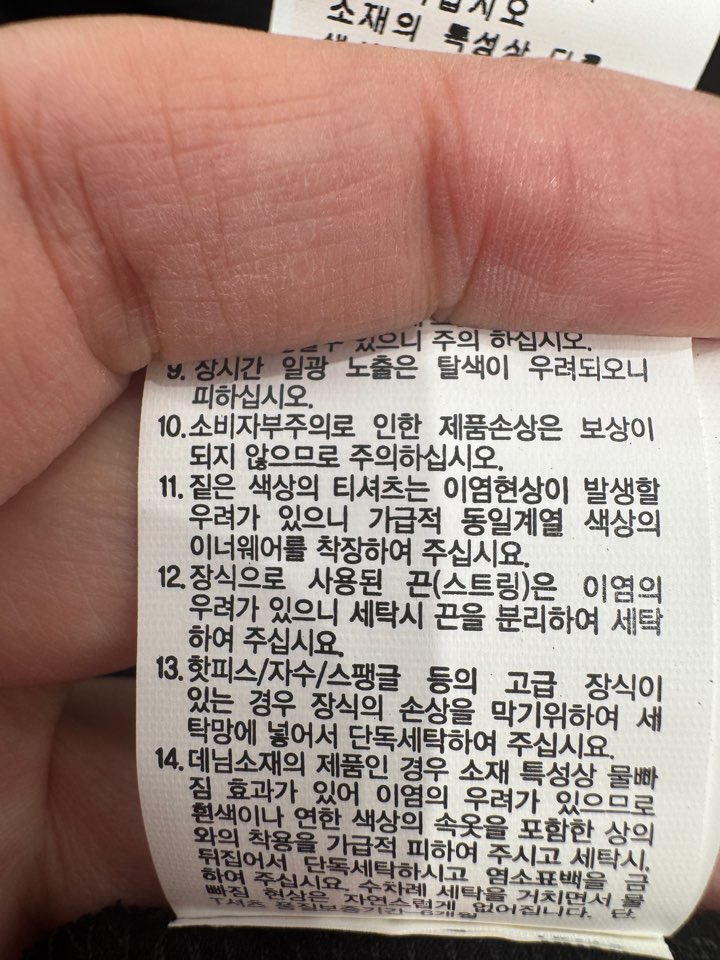 소재의 특성상
있으니 주의 하십시오.
9. 장시간 일광 노출은 탈색이 우려되오니
피하십시오.
10. 소비자부주의로 인한 제품손상은 보상이
되지 않으므로 주의하십시오.
11. 짙은 색상의 티셔츠는 이염현상이 발생할
우려가 있으니 가급적 동일계열 색상의
이너웨어를 착장하여 주십시요.
12. 장식으로 사용된 끈(스트링)은 이염의
우려가 있으니 세탁시 끈을 분리하여 세탁
하여 주십시요.
13. 핫피스/자수/스팽글 등의 고급 장식이
있는 경우 장식의 손상을 막기위하여 세
탁망에 넣어서 단독세탁하여 주십시요.
14. 데님소재의 제품인 경우 소재 특성상 물빠
짐 효과가 있어 이염의 우려가 있으므로
흰색이나 연한 색상의 속옷을 포함한 상의
와의 착용을 가급적 피하여 주시고 세탁시,
뒤집어서 단독세탁하시고 염소표백을 금
하여 주십시요. 수차례 세탁을 거치면서 물
빠짐 현상은 자연스럽게 없어집니다. 단,
T셔츠 품질보증기간 6개월